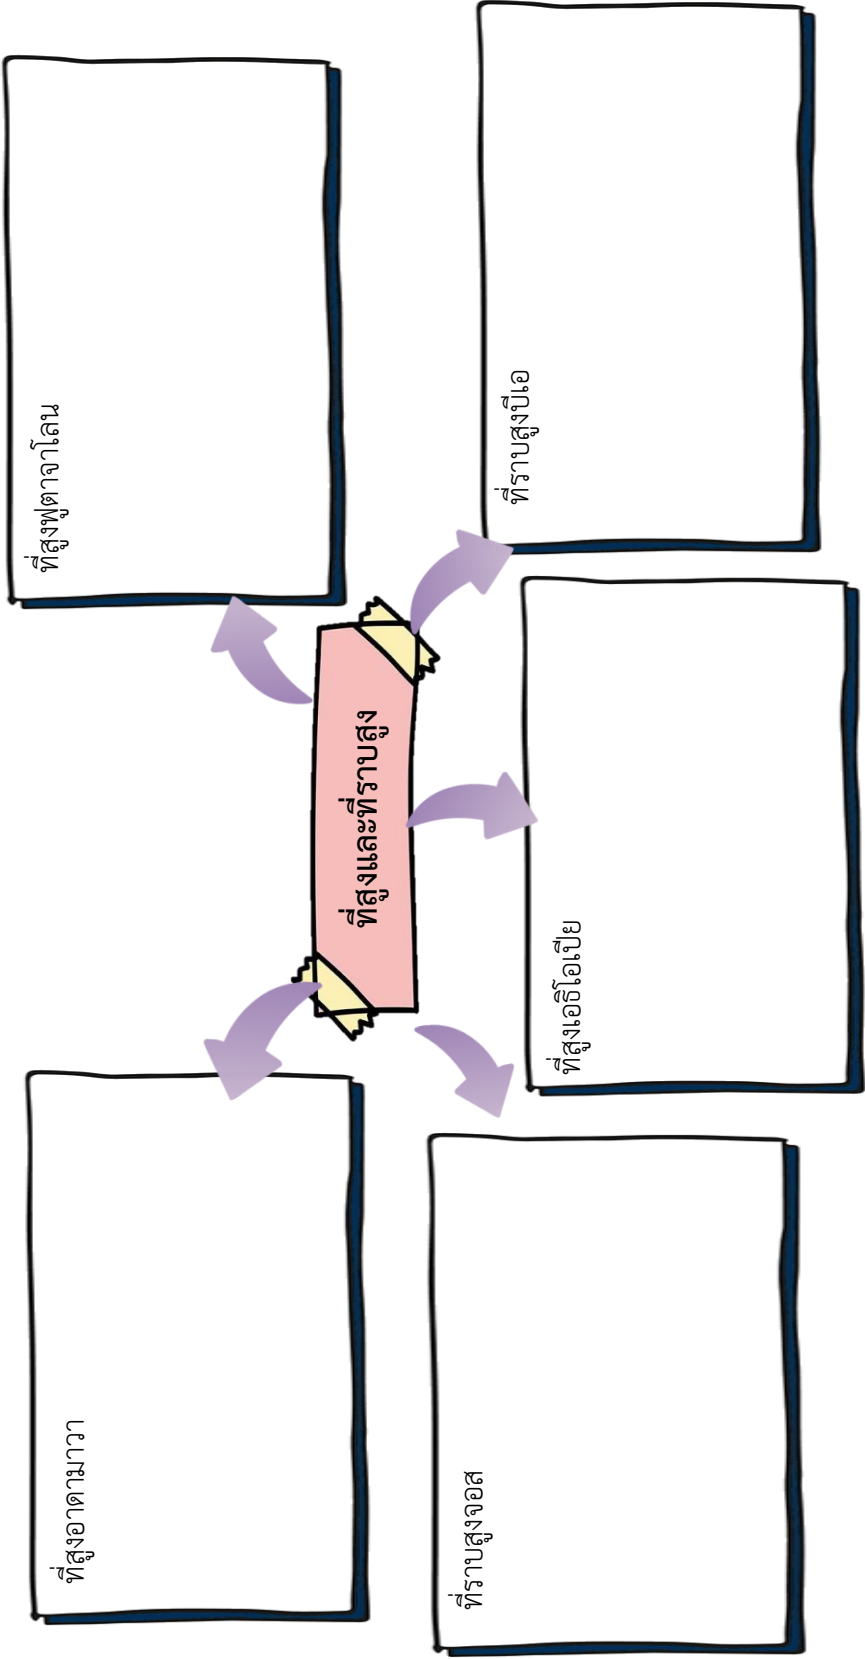 ที่สูงอาดามาวา
ที่สูงฟูตาจาโลน
ที่สูงและที่ราบสูง
ที่ราบสูงจอส
ที่สูงเอธิโอเปีย
ที่ราบสูงบีเอ